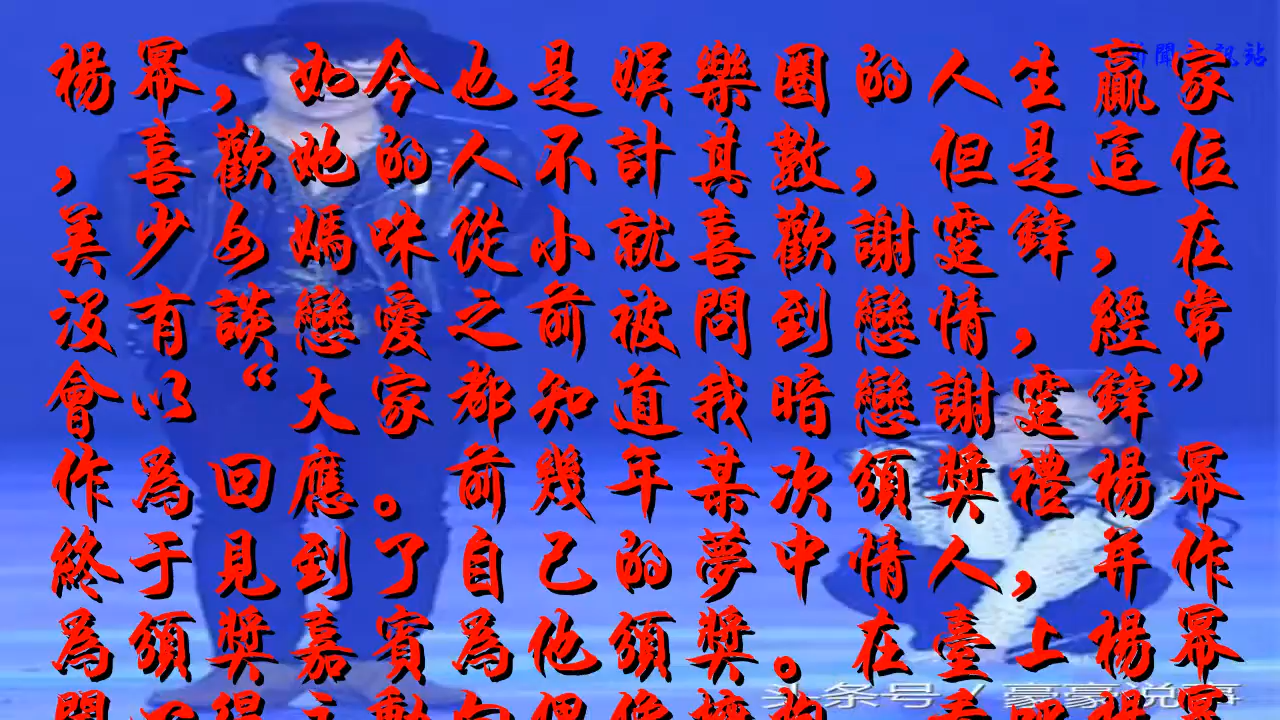 楊冪，如今也是娛樂圈的人生贏家
，喜歡她的人不計其數，但是這位
美少女媽咪從小就喜歡謝霆鋒，在
沒有談戀愛之前被問到戀情，經常
會以“大家都知道我暗戀謝霆鋒”
作為回應。前幾年某次頒獎禮楊冪
終于見到了自己的夢中情人，并作
為頒獎嘉賓為他頒獎。在臺上楊冪
头条号 / 豪豪说事